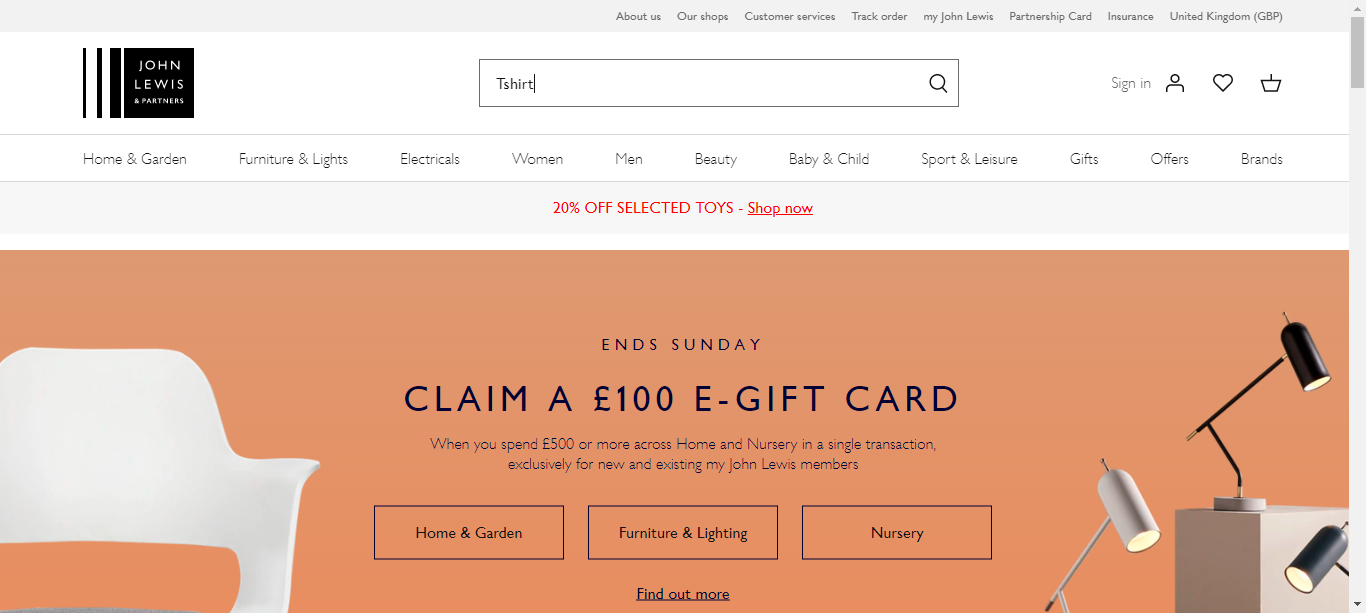 About us Our shops Customer services Track order my John Lewis Partnership Card Insurance United Kingdom (GBP)
JOHN
LEWIS
& PARTNERS
Tshirt
Sign in
Home & Garden Furniture & Lights Electricals Women Men Beauty Baby & Child Sport & Leisure Gifts Offers Brands
20% OFF SELECTED TOYS - Shop now
ENDS SUNDAY
CLAIM A £100 E-GIFT CARD
When you spend £500 or more across Home and Nursery in a single transaction,
exclusively for new and existing my John Lewis members
Home & Garden Furniture & Lighting Nursery
Find out more